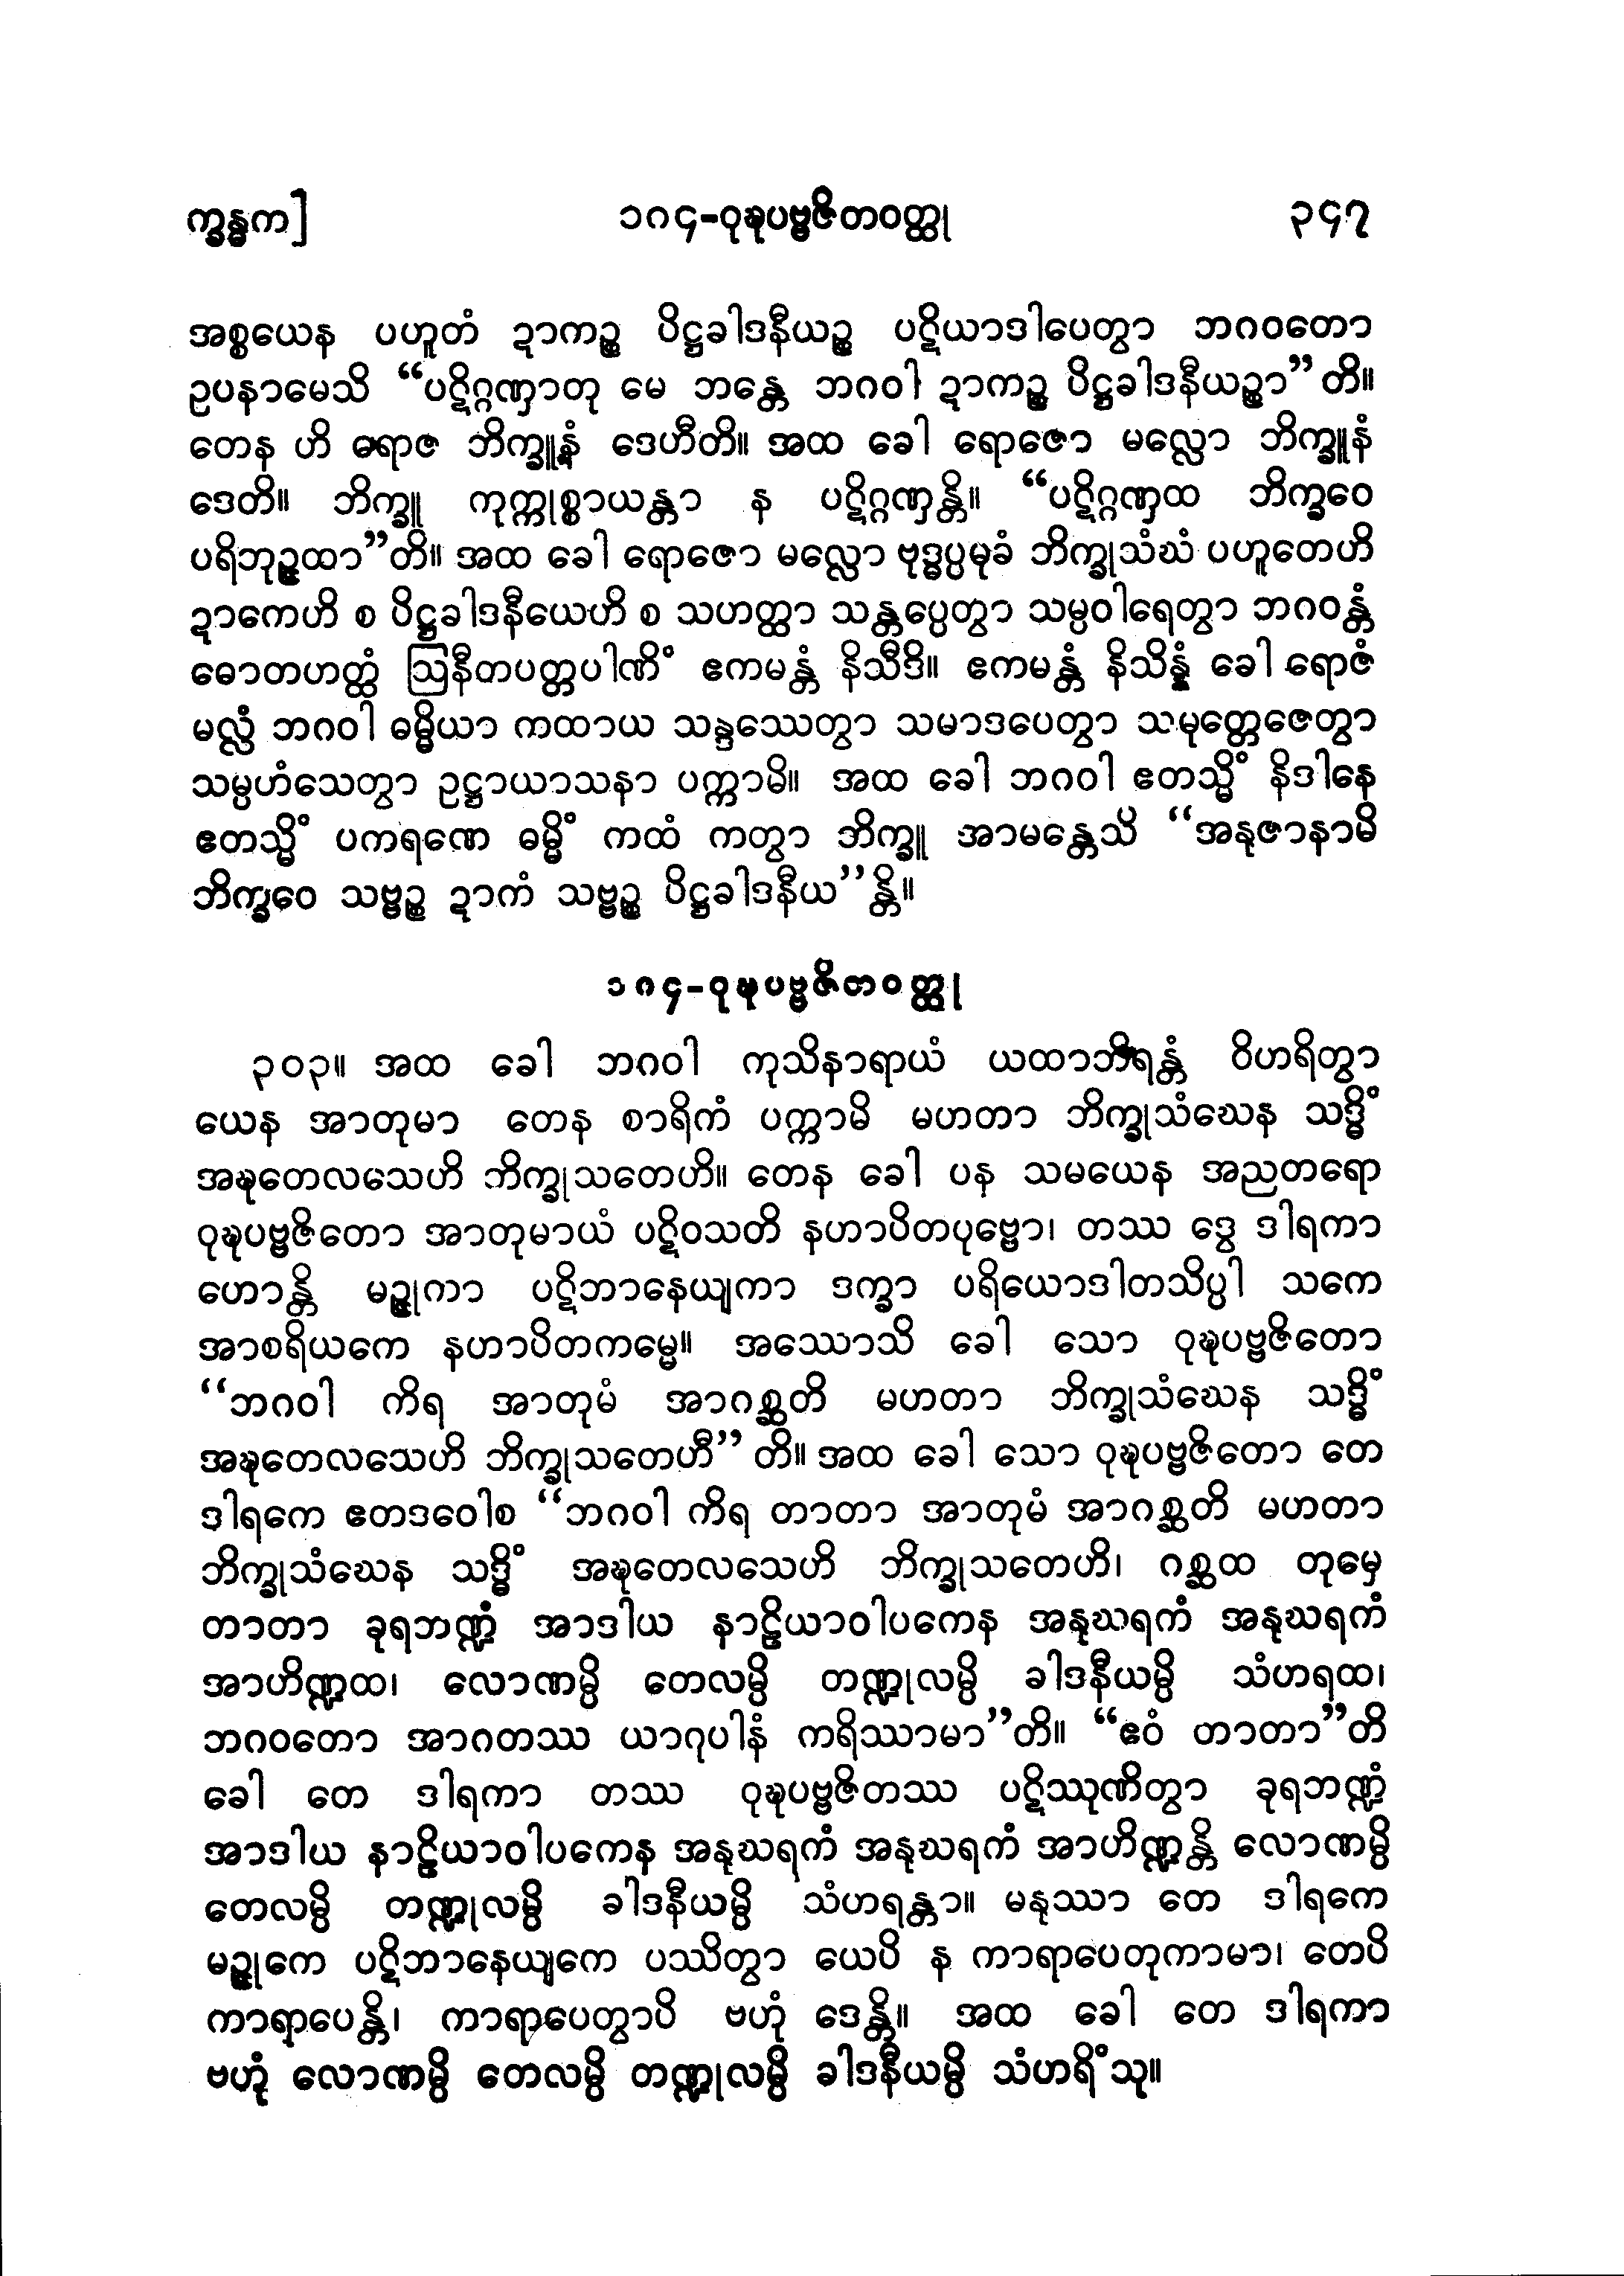 က္ခန္ဓက]
၁၈၄-ဝုဍ္ဎပဗ္ဗဇိတဝတ္ထု
၃၄၇
အစ္စယေန ပဟူတံ ဍာကဉ္စ ပိဋ္ဌခါဒနီယဉ္စ ပဋိယာဒါပေတွာ ဘဂဝတော
ဥပနာမေသိ “ပဋိဂ္ဂဏှာတု မေ ဘန္တေ ဘဂဝါ ဍာကဉ္စ ပိဋ္ဌခါဒနီယဉ္စာ” တိ။
တေန ဟိ ရောဇ ဘိက္ခူနံ ဒေဟီတိ။ အထ ခေါ ရောဇော မလ္လော ဘိက္ခူနံ
ဒေတိ။ ဘိက္ခူ ကုက္ကုစ္စာယန္တာ န ပဋိဂ္ဂဏှန္တိ။ “ပဋိဂ္ဂဏှထ ဘိက္ခဝေ
ပရိဘုဉ္ဇထာ”တိ။ အထ ခေါ ရောဇော မလ္လော ဗုဒ္ဓပ္ပမုခံ ဘိက္ခုသံဃံ ပဟူတေဟိ
ဍာကေဟိ စ ပိဋ္ဌခါဒနီယေဟိ စ သဟတ္ထာ သန္တပ္ပေတွာ သမ္ပဝါရေတွာ ဘဂဝန္တံ
ဓောတဟတ္ထံ ဩနီတပတ္တပါဏိံ ဧကမန္တံ နိသီဒိ။ ဧကမန္တံ နိသိန္နံ ခေါ ရောဇံ
မလ္လံ ဘဂဝါ ဓမ္မိယာ ကထာယ သန္ဒဿေတွာ သမာဒပေတွာ သမုတ္တေဇေတွာ
သမ္ပဟံသေတွာ ဥဋ္ဌာယာသနာ ပက္ကာမိ။ အထ ခေါ ဘဂဝါ ဧတသ္မိံ နိဒါနေ
ဧတသ္မိံ ပကရဏေ ဓမ္မိံ ကထံ ကတွာ ဘိက္ခူ အာမန္တေသိ “အနုဇာနာမိ
ဘိက္ခဝေ သဗ္ဗဉ္စ ဍာကံ သဗ္ဗဉ္စ ပိဋ္ဌခါဒနီယ”န္တိ။
၁၈၄-ဝုဍ္ဎပဗ္ဗဇိတဝတ္ထု
၃၀၃။ အထ ခေါ ဘဂဝါ ကုသိနာရာယံ ယထာဘိရန္တံ ဝိဟရိတွာ
ယေန အာတုမာ တေန စာရိကံ ပက္ကာမိ မဟတာ ဘိက္ခုသံဃေန သဒ္ဓိံ
အဍ္ဎတေလသေဟိ ဘိက္ခုသတေဟိ။ တေန ခေါ ပန သမယေန အညတရော
ဝုဍ္ဎပဗ္ဗဇိတော အာတုမာယံ ပဋိဝသတိ နဟာပိတပုဗ္ဗော၊ တဿ ဒွေ ဒါရကာ
ဟောန္တိ မဉ္ဇုကာ ပဋိဘာနေယျကာ ဒက္ခာ ပရိယောဒါတသိပ္ပါ သကေ
အာစရိယကေ နဟာပိတကမ္မေ။ အဿောသိ ခေါ သော ဝုဍ္ဎပဗ္ဗဇိတော
“ဘဂဝါ ကိရ အာတုမံ အာဂစ္ဆတိ မဟတာ ဘိက္ခုသံဃေန သဒ္ဓိံ
အဍ္ဎတေလသေဟိ ဘိက္ခုသတေဟီ” တိ။ အထ ခေါ သော ဝုဍ္ဎပဗ္ဗဇိတော တေ
ဒါရကေ ဧတဒဝေါစ “ဘဂဝါ ကိရ တာတာ အာတုမံ အာဂစ္ဆတိ မဟတာ
ဘိက္ခုသံဃေန သဒ္ဓိံ အဍ္ဎတေလသေဟိ ဘိက္ခုသတေဟိ၊ ဂစ္ဆထ တုမှေ
တာတာ ခုရဘဏ္ဍံ အာဒါယ နာဠိယာဝါပကေန အနုဃရကံ အနုဃရကံ
အာဟိဏ္ဍထ၊ လောဏမ္ပိ တေလမ္ပိ တဏ္ဍုလမ္ပိ ခါဒနီယမ္ပိ သံဟရထ၊
ဘဂဝတော အာဂတဿ ယာဂုပါနံ ကရိဿာမာ”တိ။ “ဧဝံ တာတာ”တိ
ခေါ တေ ဒါရကာ တဿ ဝုဍ္ဎပဗ္ဗဇိတဿ ပဋိဿုဏိတွာ ခုရဘဏ္ဍံ
အာဒါယ နာဠိယာဝါပကေန အနုဃရကံ အနုဃရကံ အာဟိဏ္ဍန္တိ လောဏမ္ပိ
တေလမ္ပိ တဏ္ဍုလမ္ပိ ခါဒနီယမ္ပိ သံဟရန္တာ။ မနုဿာ တေ ဒါရကေ
မဉ္ဇုကေ ပဋိဘာနေယျကေ ပဿိတွာ ယေပိ န ကာရာပေတုကာမာ၊ တေပိ
ကာရာပေန္တိ၊ ကာရာပေတွာပိ ဗဟုံ ဒေန္တိ။ အထ ခေါ တေ ဒါရကာ
ဗဟုံ လောဏမ္ပိ တေလမ္ပိ တဏ္ဍုလမ္ပိ ခါဒနီယမ္ပိ သံဟရိံသု။